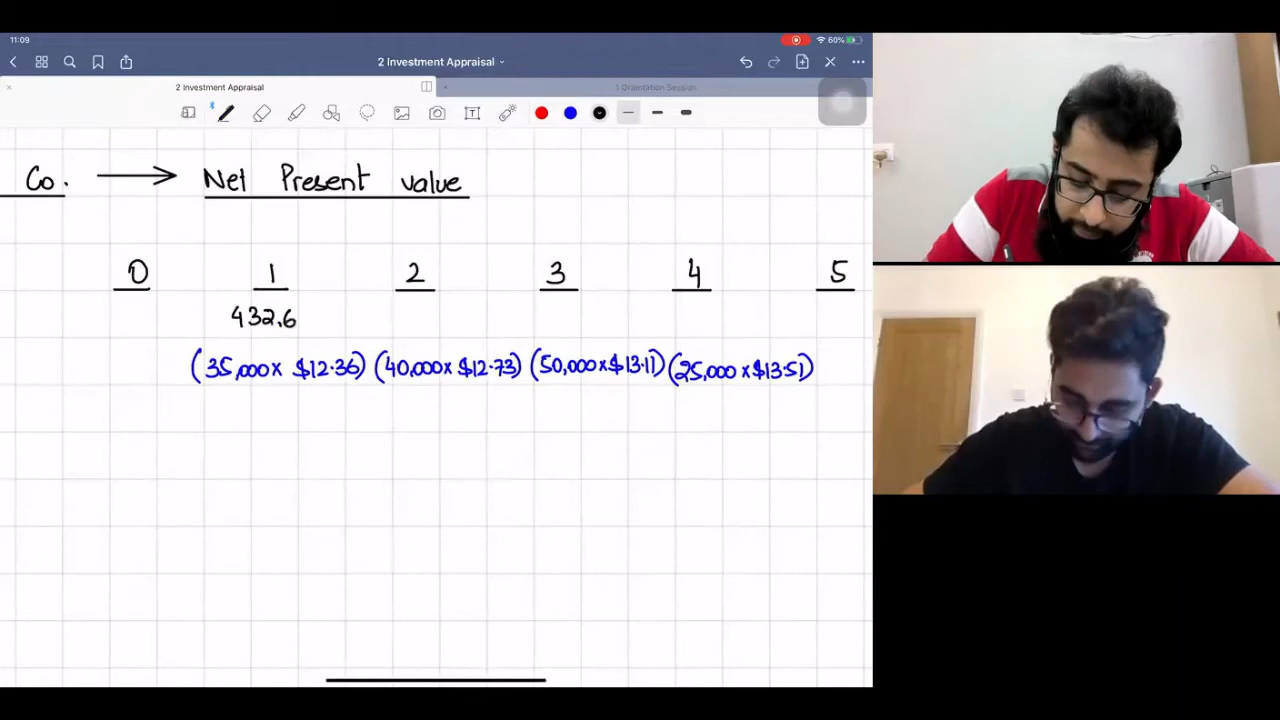 11:09
60%
2 Investment Appraisal
2 Investment Appraisal
1 Orientation Session
T
Co. → Net Present value
0 1 2 3 4 5
432.6
(35,000 x $12.36) (40,000 x $12.73) (50,000 x $13.11) (25,000 x $13.51)